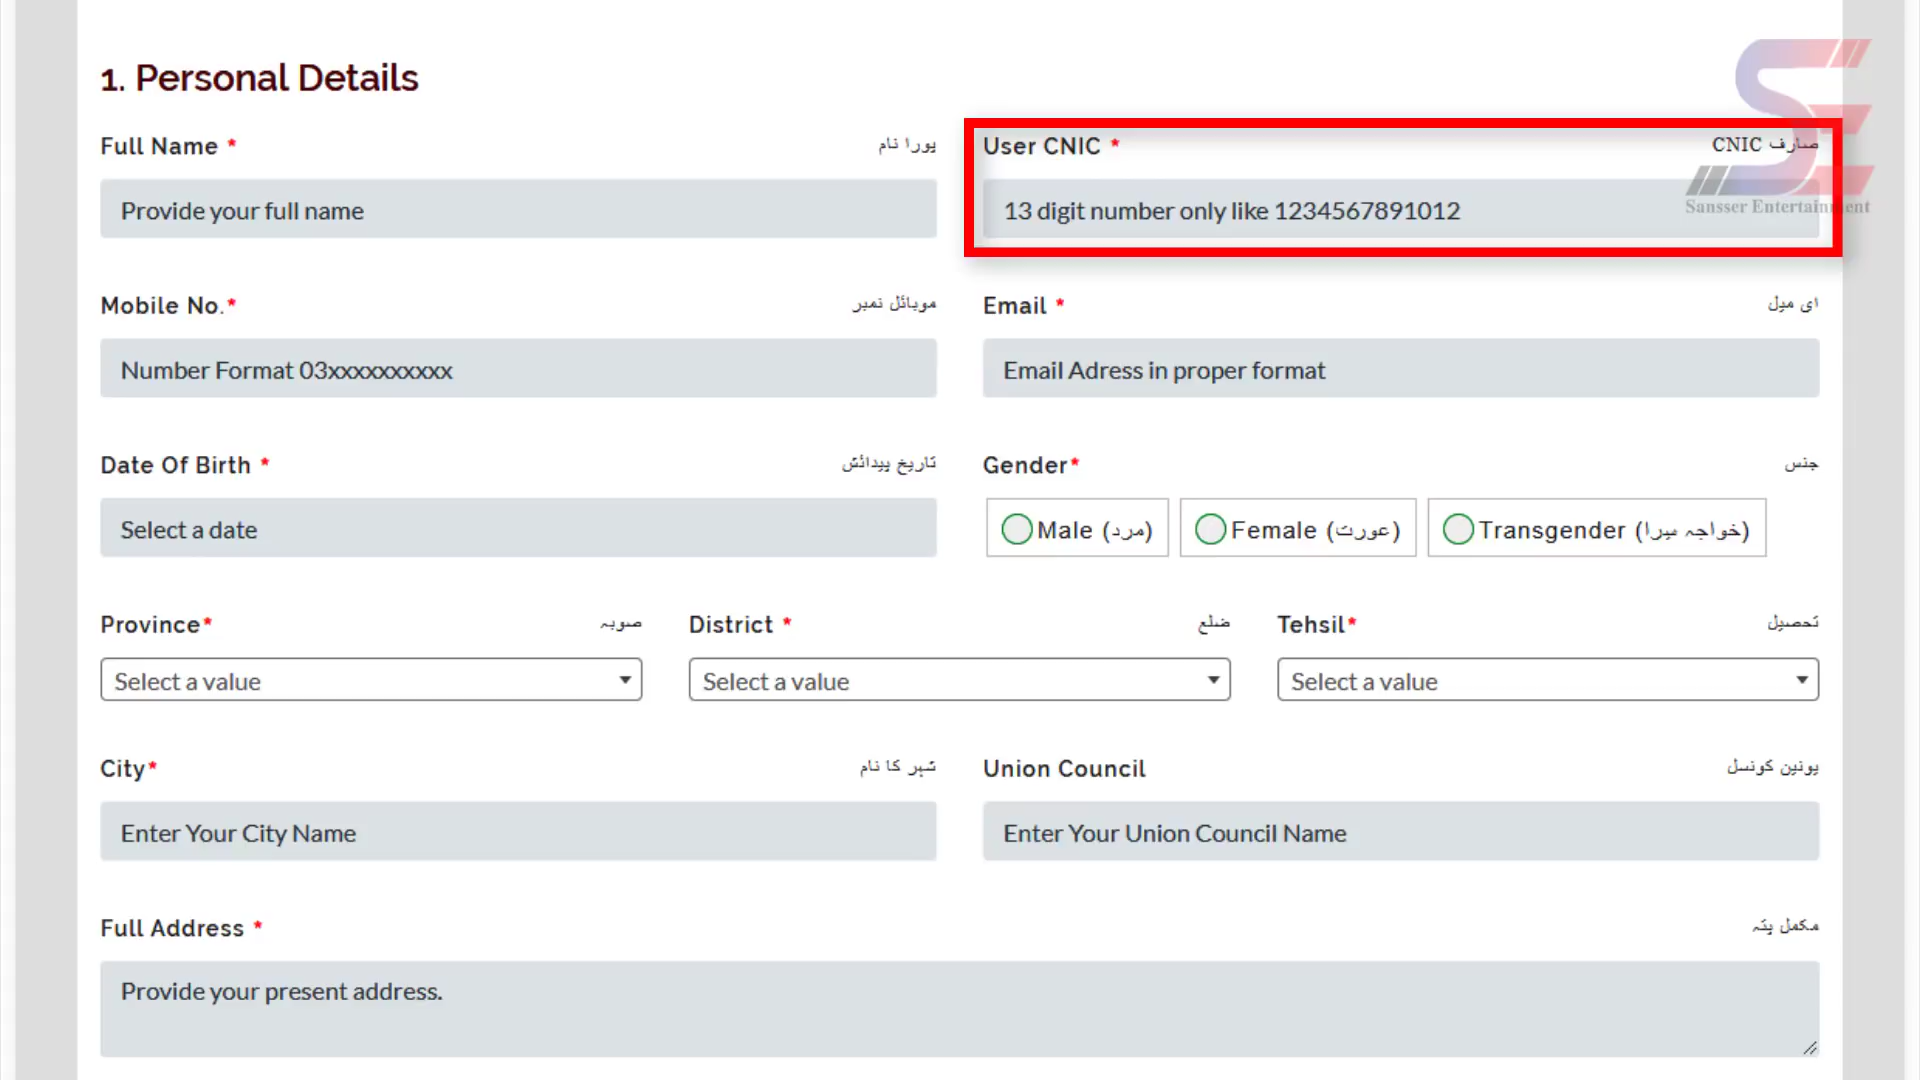 1. Personal Details
Full Name *
پورا نام
User CNIC *
صارف CNIC
Provide your full name
13 digit number only like 1234567891012
Sansser Entertainment
Mobile No.*
موبائل نمبر
Email *
ای میل
Number Format 03xxxxxxxxxx
Email Adress in proper format
Date Of Birth *
تاریخ پیدائش
Gender*
جنس
Select a date
Male (مرد)
Female (عورت)
Transgender (خواجہ سرا)
Province*
صوبہ
District *
ضلع
Tehsil*
تحصیل
Select a value
Select a value
Select a value
City*
شہر کا نام
Union Council
یونین کونسل
Enter Your City Name
Enter Your Union Council Name
Full Address *
مکمل پتہ
Provide your present address.